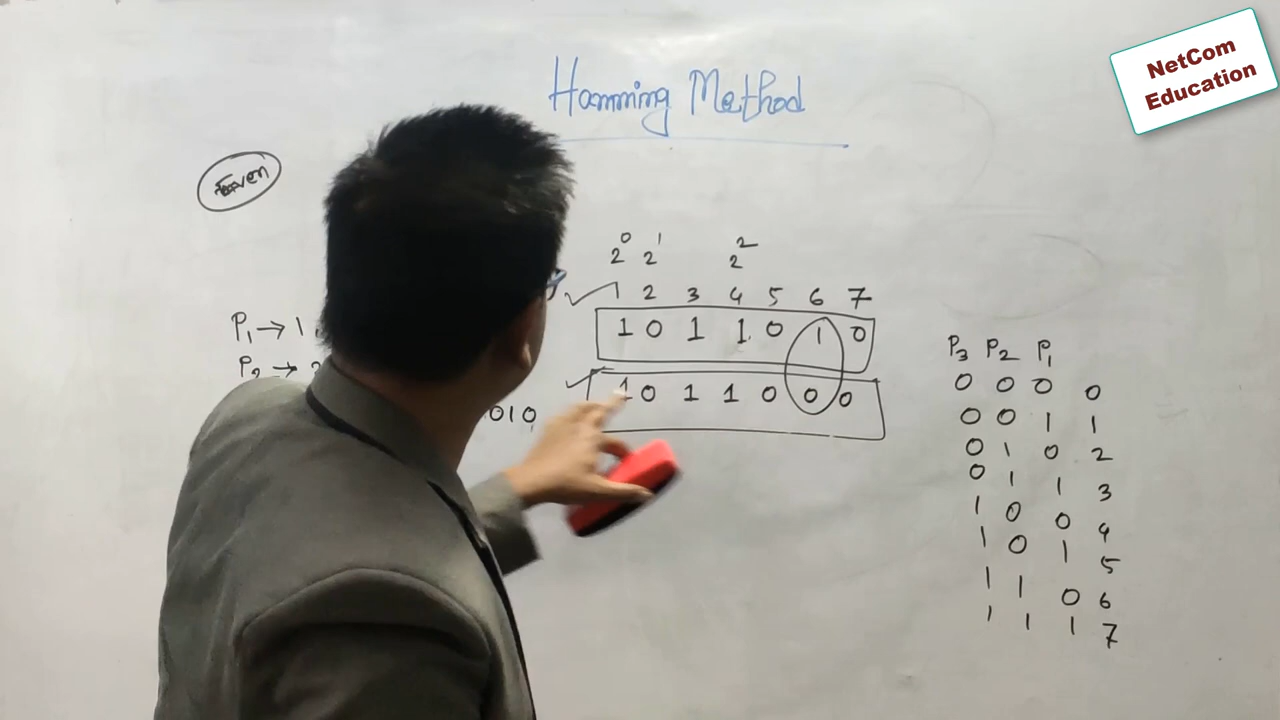 NetCom
Education
Hamming Method
Even
2⁰ 2¹ 2²
1 2 3 4 5 6 7
P₁ → 1
1 0 1 1 0 1 0
P₂ →
1 0 1 1 0 0 0
010,
P₃ P₂ P₁
0 0 0 0
0 0 1 1
0 1 0 2
0 1 1 3
1 0 0 4
1 0 1 5
1 1 0 6
1 1 1 7